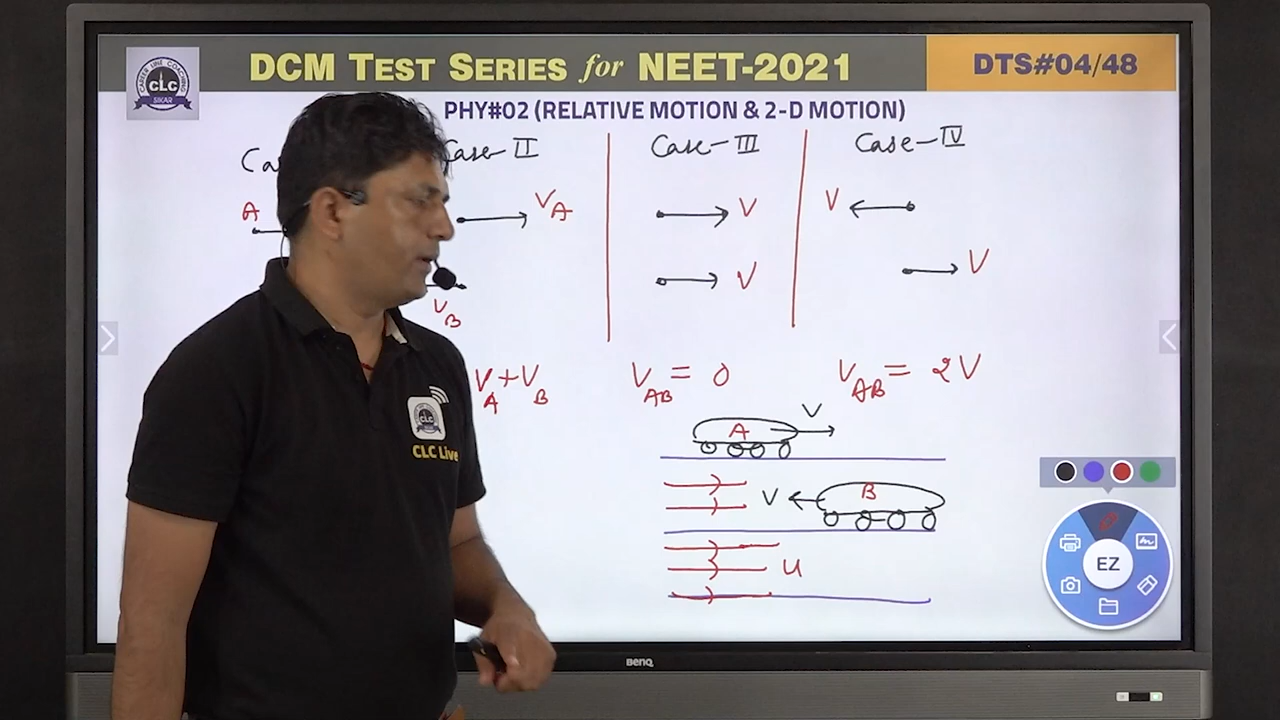 DCM TEST SERIES for NEET-2021
DTS#04/48
CLC
SIKAR
PHY#02 (RELATIVE MOTION & 2-D MOTION)
Case-II
Case-III
Case-IV
A
VA
V
V
V
V
VB
VA+VB
VAB = 0
VAB = 2V
A
V
V
B
u
CLC
CLC Live
EZ
BenQ